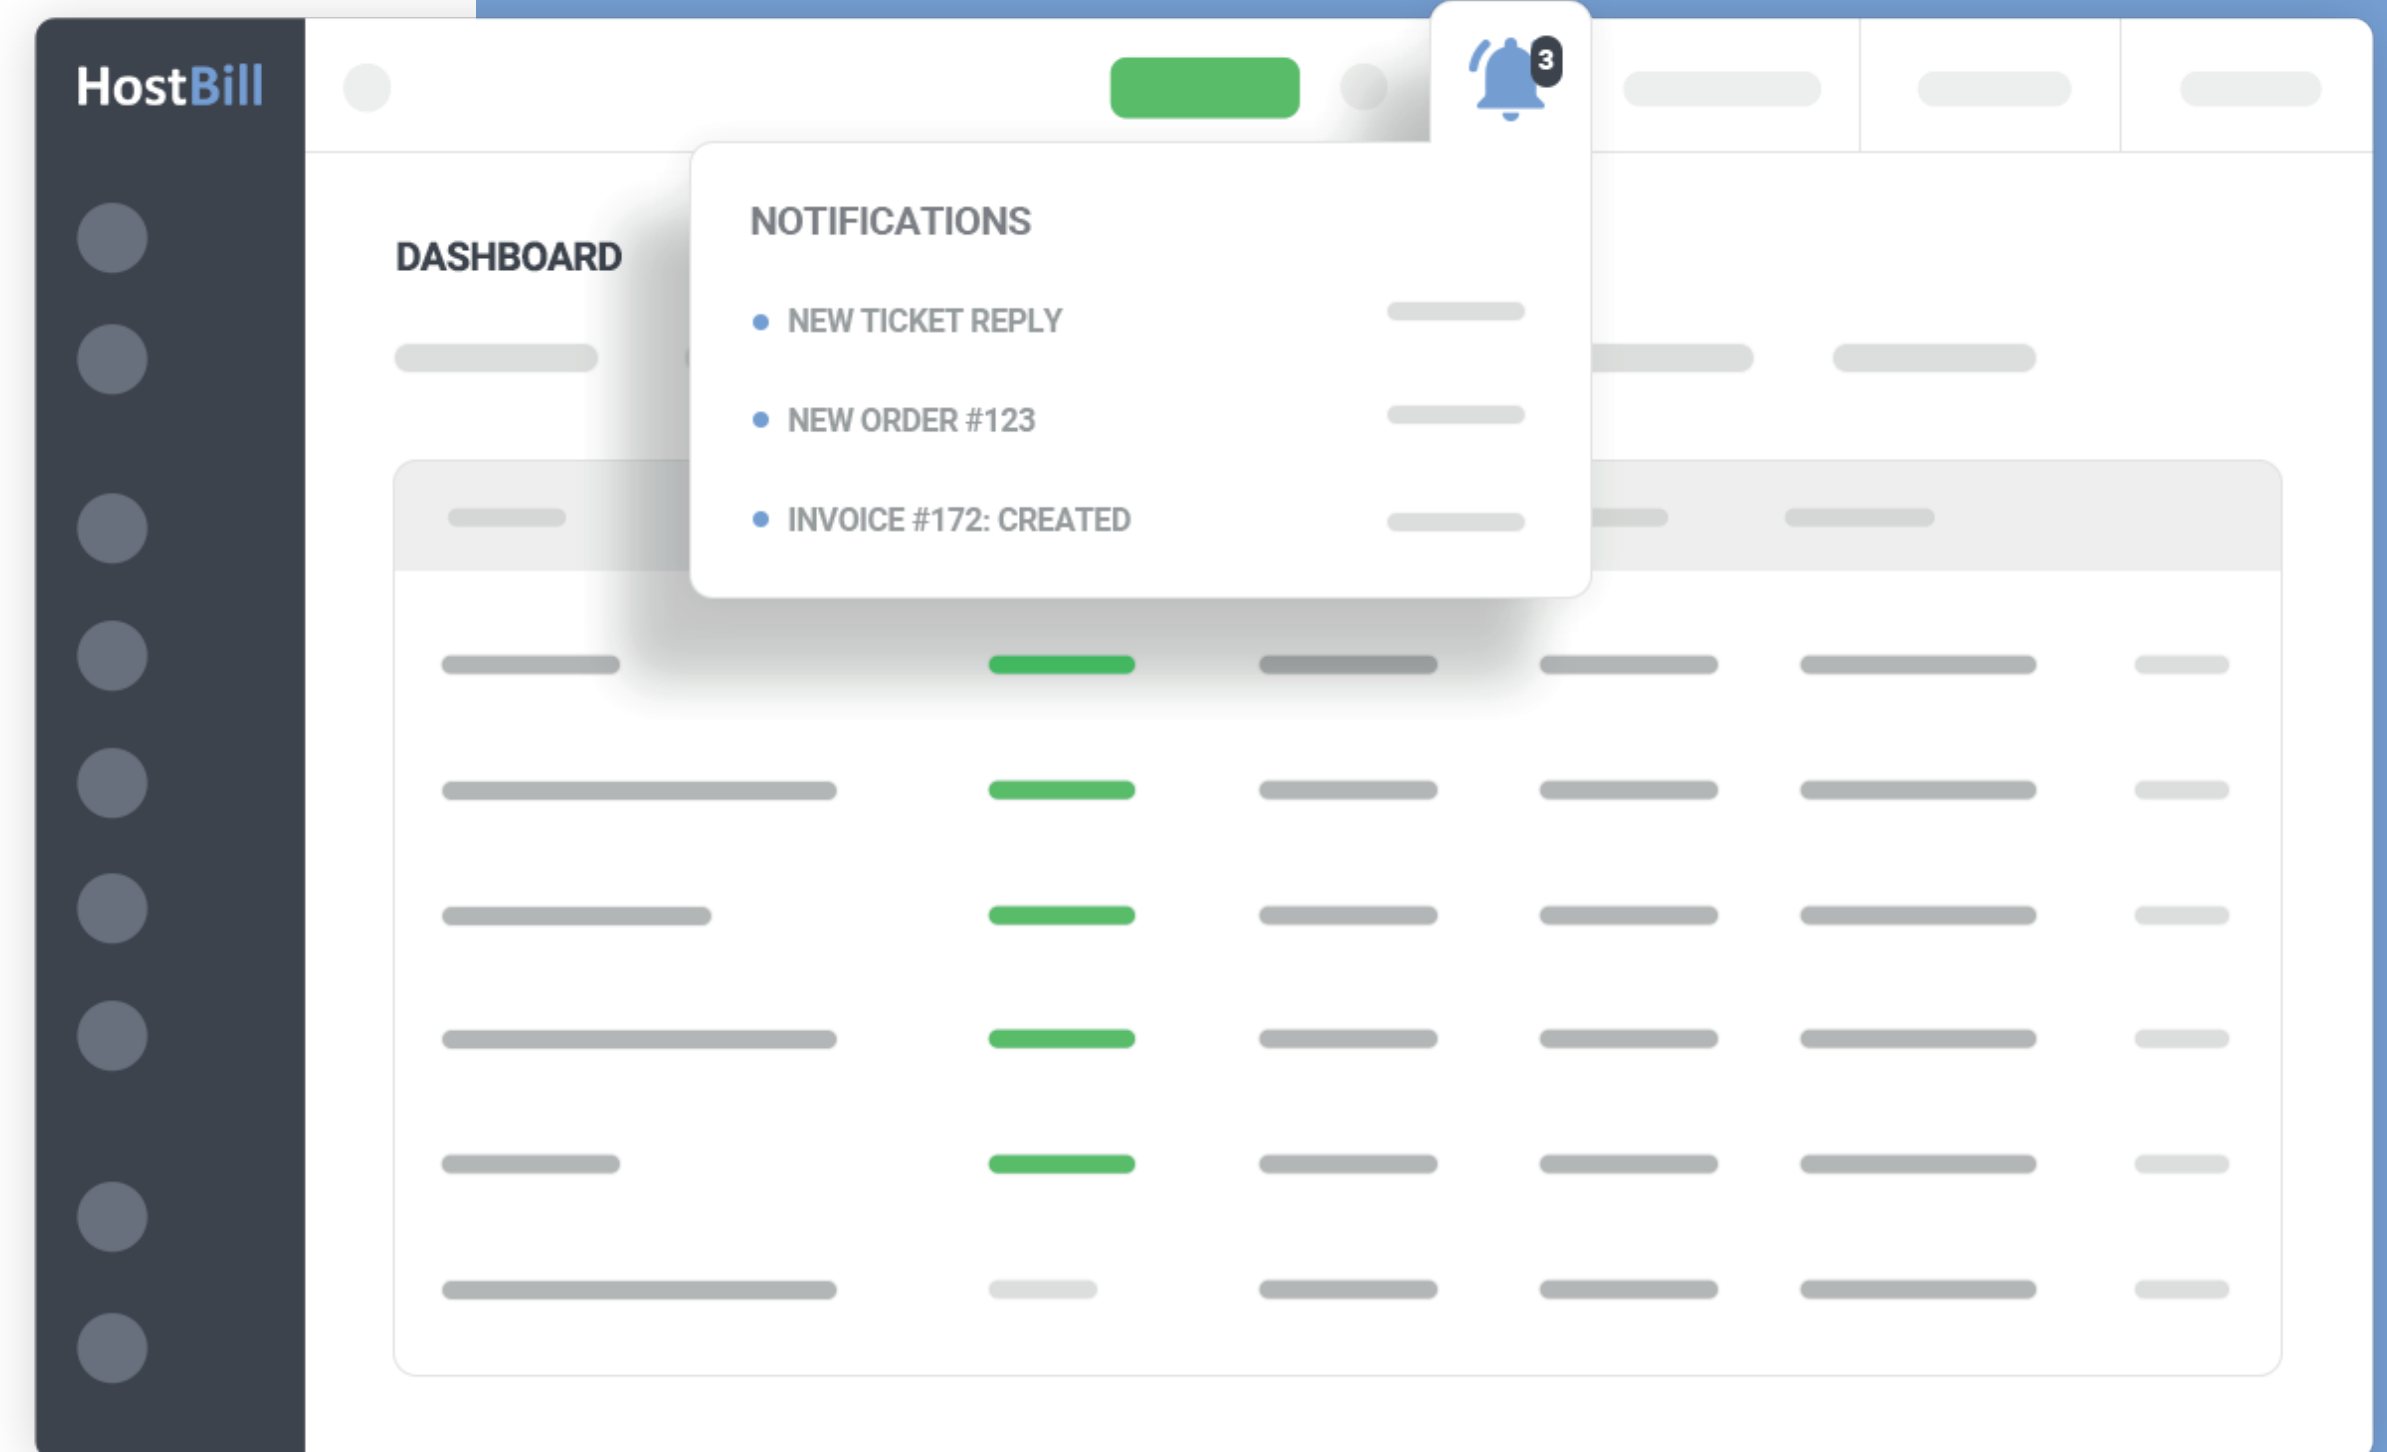 HostBill
3
NOTIFICATIONS
DASHBOARD
NEW TICKET REPLY
NEW ORDER #123
INVOICE #172: CREATED